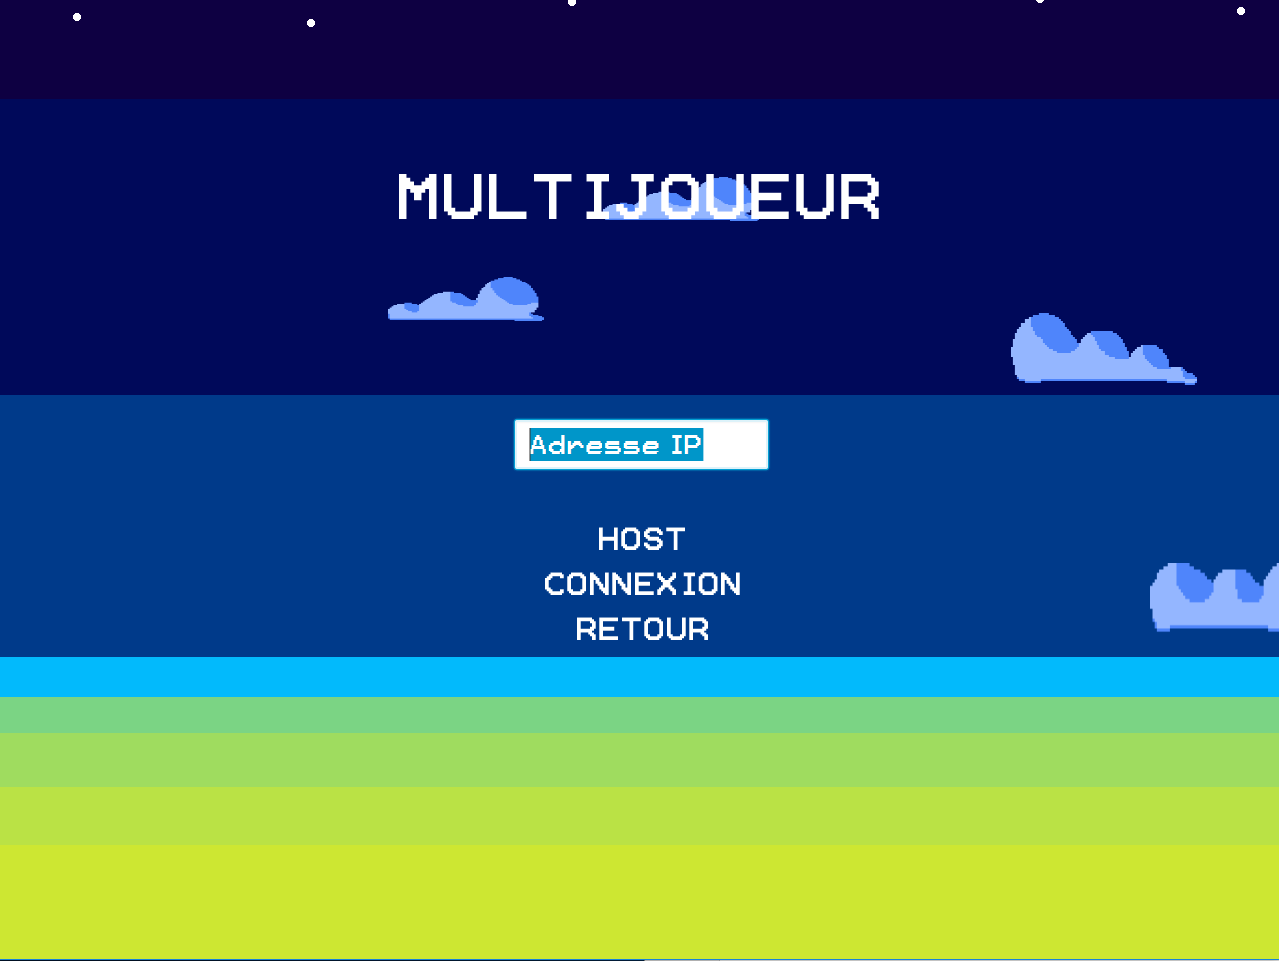 MULTIJOUEUR
Adresse IP
HOST
CONNEXION
RETOUR